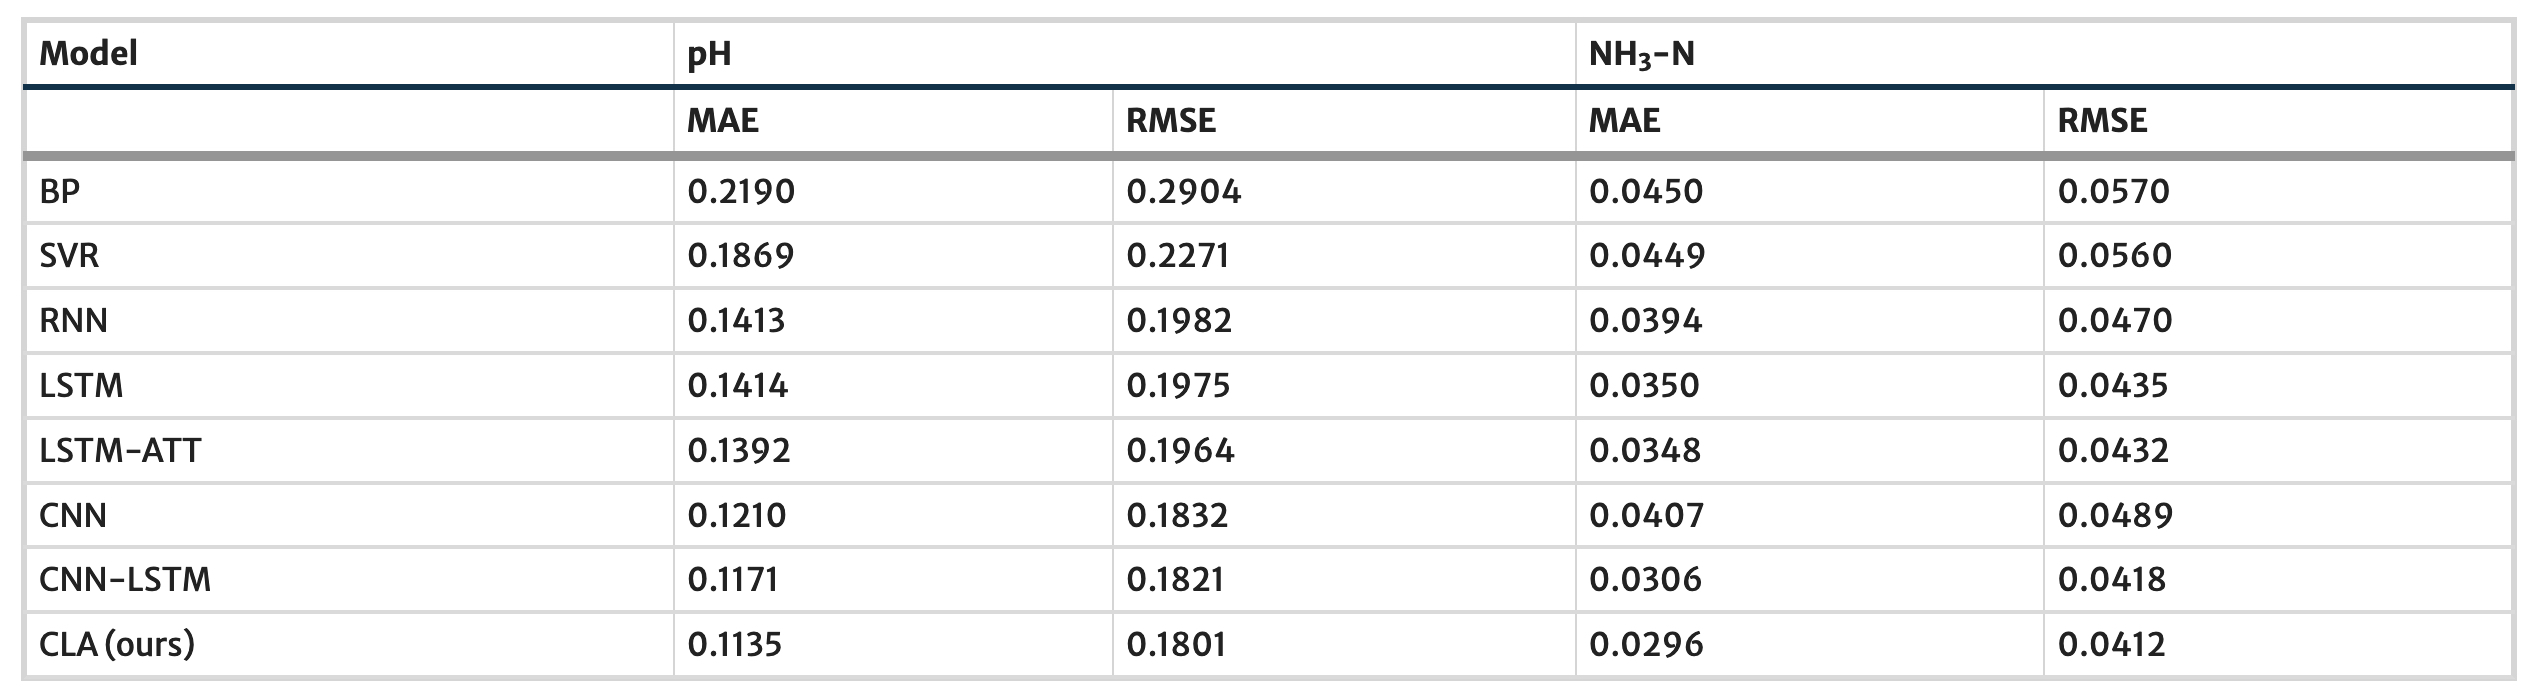 Model pH NH₃-N
MAE RMSE MAE RMSE
BP 0.2190 0.2904 0.0450 0.0570
SVR 0.1869 0.2271 0.0449 0.0560
RNN 0.1413 0.1982 0.0394 0.0470
LSTM 0.1414 0.1975 0.0350 0.0435
LSTM-ATT 0.1392 0.1964 0.0348 0.0432
CNN 0.1210 0.1832 0.0407 0.0489
CNN-LSTM 0.1171 0.1821 0.0306 0.0418
CLA (ours) 0.1135 0.1801 0.0296 0.0412